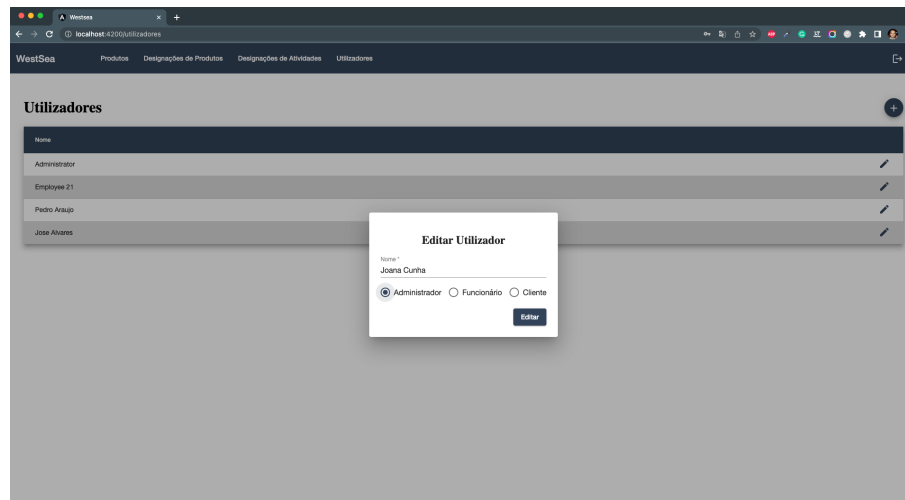 Westsea
localhost:4200/utilizadores
WestSea Produtos Designações de Produtos Designações de Atividades Utilizadores
Utilizadores
Nome
Administrator
Employee 21
Pedro Araujo
Jose Alvares
Editar Utilizador
Nome *
Joana Cunha
Administrador Funcionário Cliente
Editar